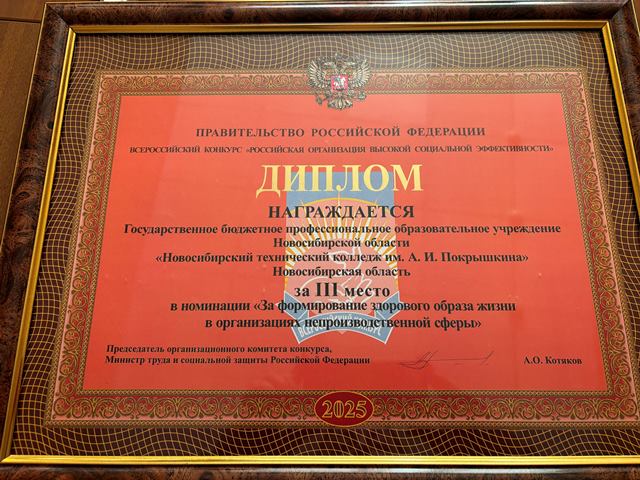 ПРАВИТЕЛЬСТВО РОССИЙСКОЙ ФЕДЕРАЦИИ
ВСЕРОССИЙСКИЙ КОНКУРС «РОССИЙСКАЯ ОРГАНИЗАЦИЯ ВЫСОКОЙ СОЦИАЛЬНОЙ ЭФФЕКТИВНОСТИ»
ДИПЛОМ
НАГРАЖДАЕТСЯ
Государственное бюджетное профессиональное образовательное учреждение
Новосибирской области
«Новосибирский технический колледж им. А. И. Покрышкина»
Новосибирская область
за III место
в номинации «За формирование здорового образа жизни
в организациях непроизводственной сферы»
ВСЕРОССИЙСКИЙ
Председатель организационного комитета конкурса,
Министр труда и социальной защиты Российской Федерации
А.О. Котяков
2025